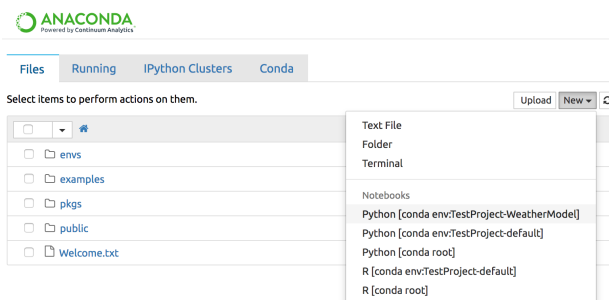 ANACONDA
Powered by Continuum Analytics
Files Running IPython Clusters Conda
Select items to perform actions on them.
Upload New
Text File
Folder
Terminal
Notebooks
Python [conda env:TestProject-WeatherModel]
Python [conda env:TestProject-default]
Python [conda root]
R [conda env:TestProject-default]
R [conda root]
envs
examples
pkgs
public
Welcome.txt